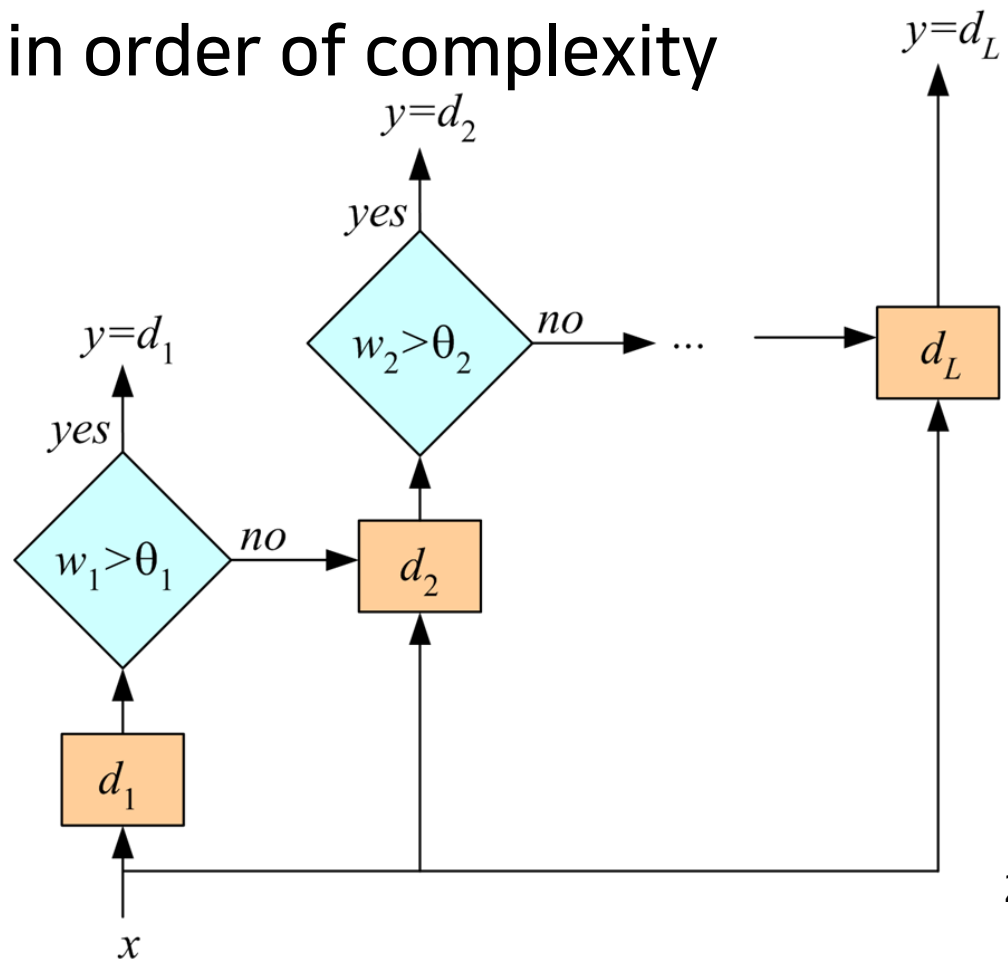 in order of complexity
y=d_L
y=d_2
yes
w_2>θ_2
no
...
d_L
y=d_1
yes
w_1>θ_1
no
d_2
d_1
x